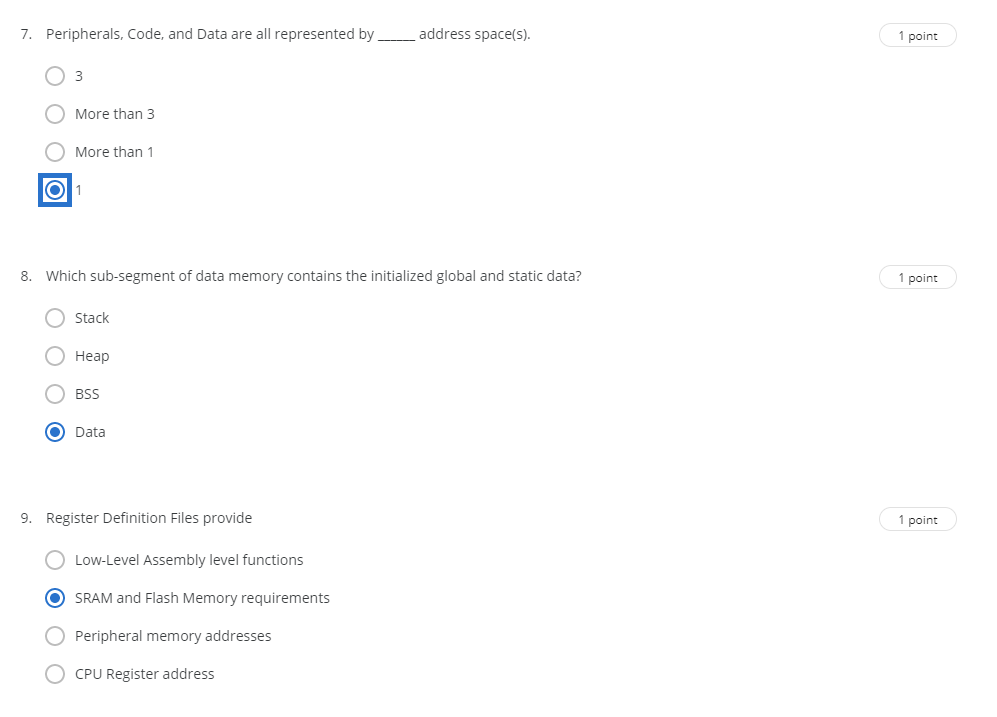 7. Peripherals, Code, and Data are all represented by ______ address space(s).
1 point
3
More than 3
More than 1
1
8. Which sub-segment of data memory contains the initialized global and static data?
1 point
Stack
Heap
BSS
Data
9. Register Definition Files provide
1 point
Low-Level Assembly level functions
SRAM and Flash Memory requirements
Peripheral memory addresses
CPU Register address